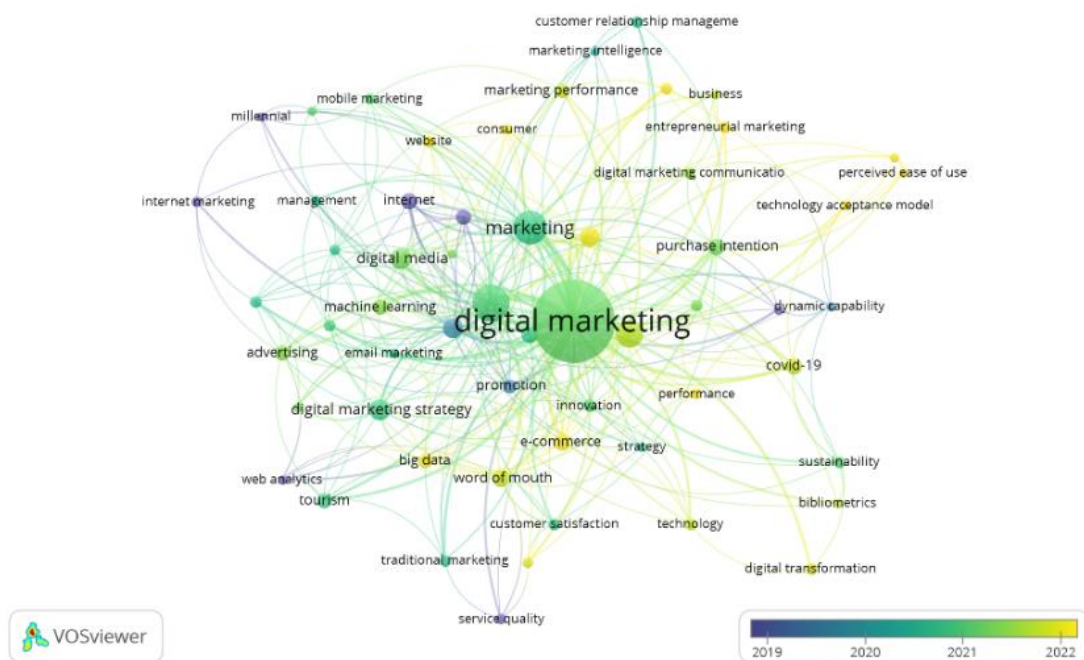 customer relationship manageme
marketing intelligence
marketing performance
business
mobile marketing
millennial
consumer
entrepreneurial marketing
website
digital marketing communicatio
perceived ease of use
internet marketing
management
internet
technology acceptance model
marketing
purchase intention
digital media
machine learning
dynamic capability
digital marketing
advertising
email marketing
covid-19
promotion
performance
digital marketing strategy
innovation
e-commerce
strategy
big data
sustainability
web analytics
word of mouth
tourism
bibliometrics
customer satisfaction
technology
traditional marketing
digital transformation
service quality
VOSviewer
2019 2020 2021 2022